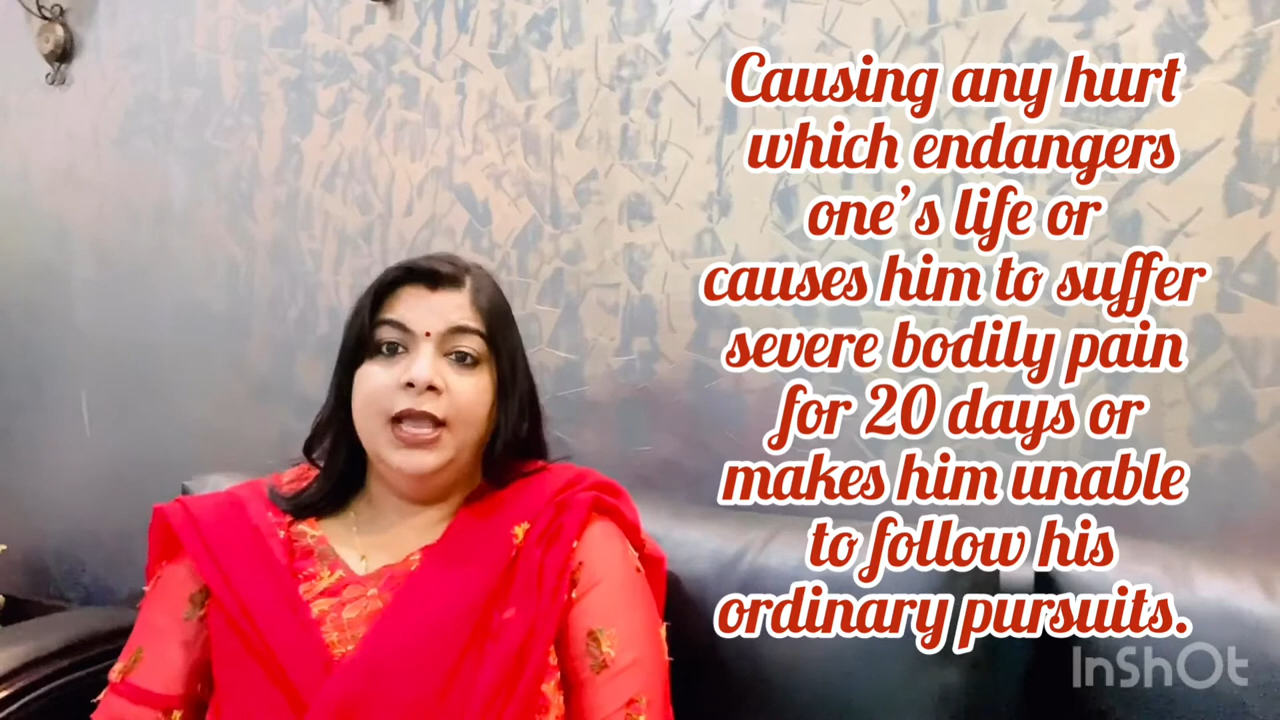 Causing any hurt
which endangers
one’s life or
causes him to suffer
severe bodily pain
for 20 days or
makes him unable
to follow his
ordinary pursuits.
InShOt